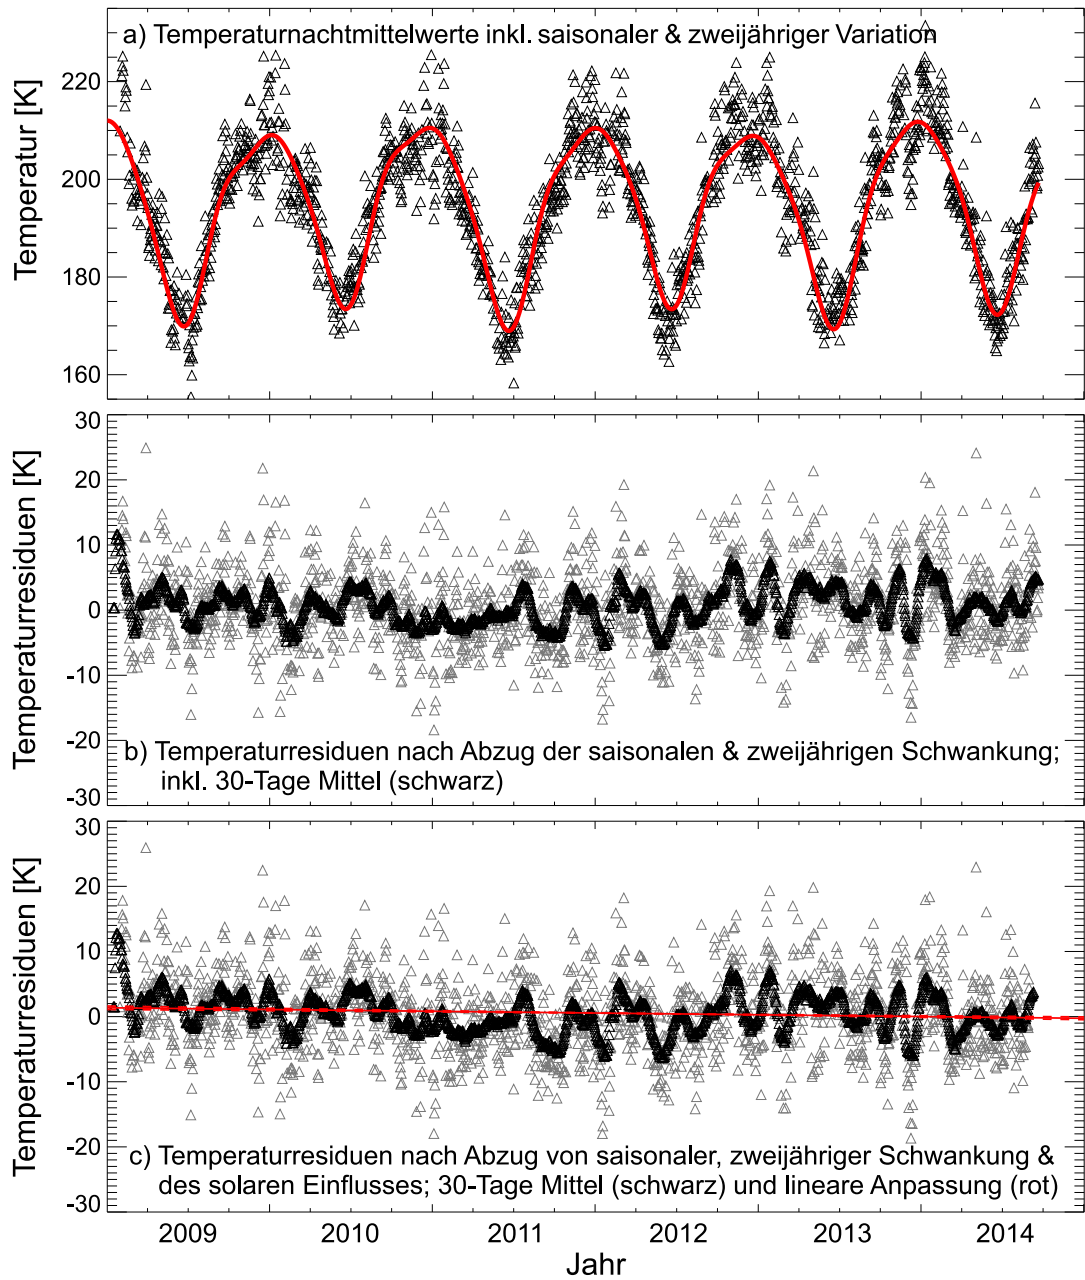 a) Temperaturnachtmittelwerte inkl. saisonaler & zweijähriger Variation
Temperatur [K]
220
200
180
160
Temperaturresiduen [K]
30
20
10
0
-10
-20
-30
b) Temperaturresiduen nach Abzug der saisonalen & zweijährigen Schwankung;
inkl. 30-Tage Mittel (schwarz)
Temperaturresiduen [K]
30
20
10
0
-10
-20
-30
c) Temperaturresiduen nach Abzug von saisonaler, zweijähriger Schwankung &
des solaren Einflusses; 30-Tage Mittel (schwarz) und lineare Anpassung (rot)
2009 2010 2011 2012 2013 2014
Jahr